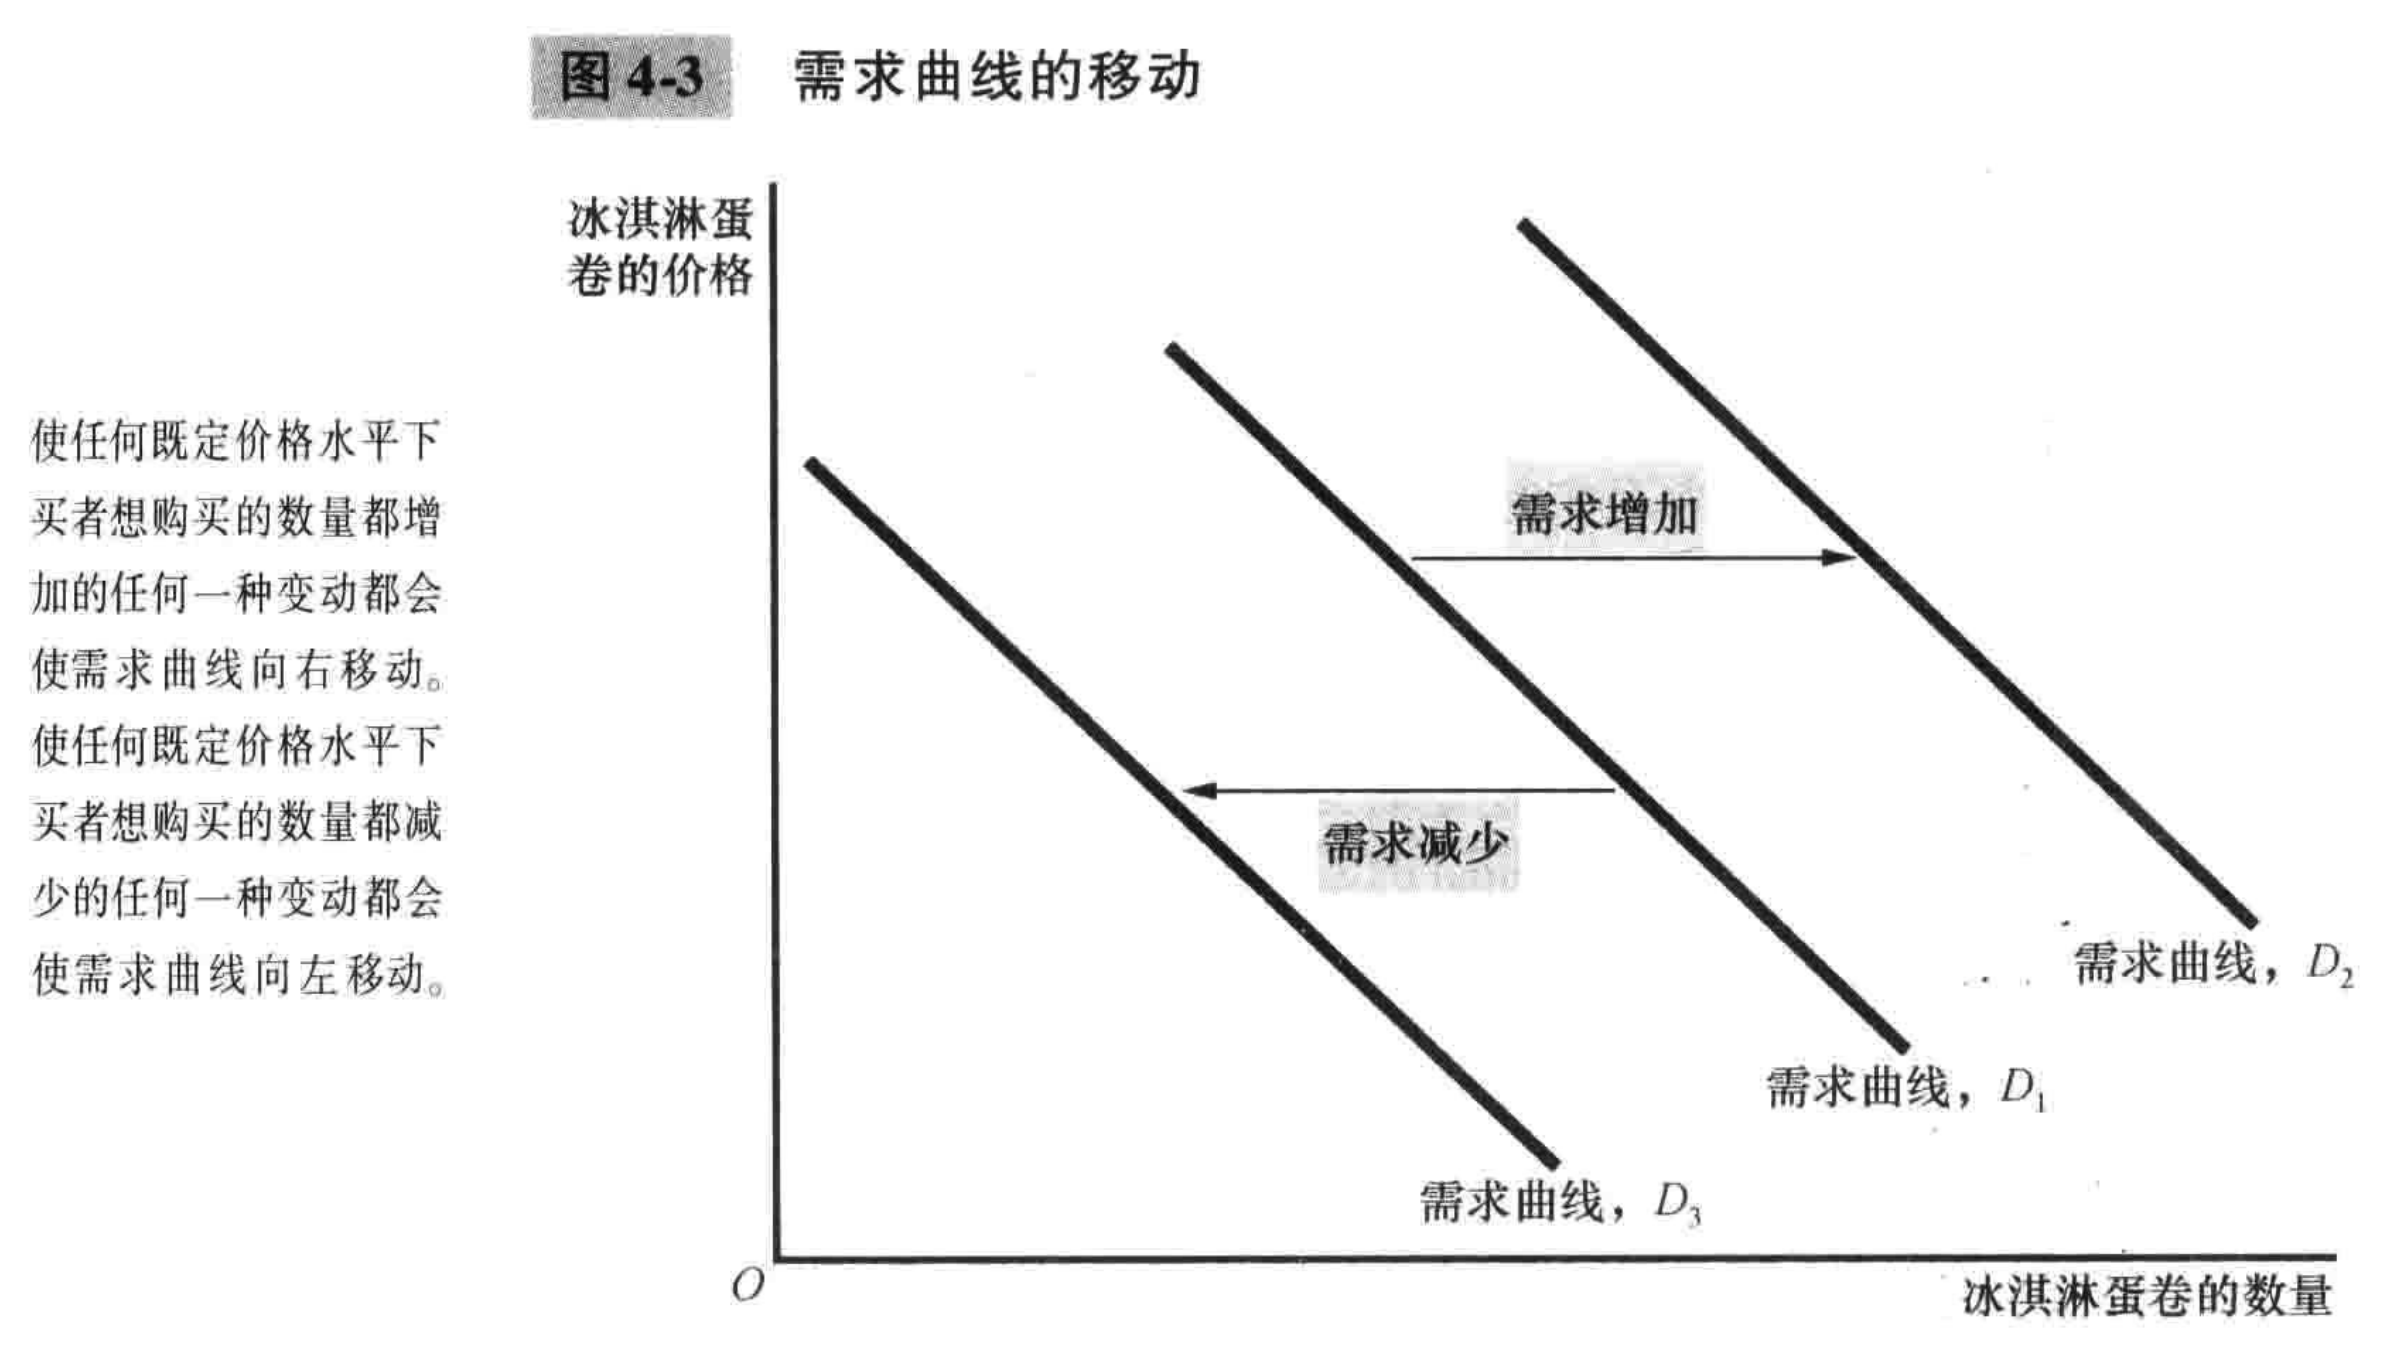 图 4-3 需求曲线的移动
冰淇淋蛋
卷的价格
使任何既定价格水平下
买者想购买的数量都增
加的任何一种变动都会
使需求曲线向右移动。
使任何既定价格水平下
买者想购买的数量都减
少的任何一种变动都会
使需求曲线向左移动。
需求增加
需求减少
需求曲线，D₂
需求曲线，D₁
需求曲线，D₃
O
冰淇淋蛋卷的数量